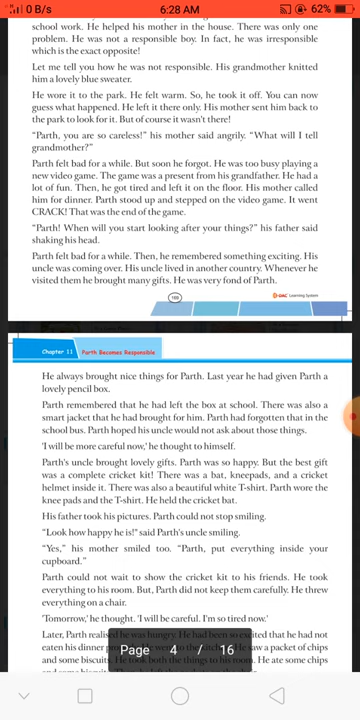 0 B/s
6:28 AM
62%
school work. He helped his mother in the house. There was only one
problem. He was not a responsible boy. In fact, he was irresponsible
which is the exact opposite!
Let me tell you how he was not responsible. His grandmother knitted
him a lovely blue sweater.
He wore it to the park. He felt warm. So, he took it off. You can now
guess what happened. He left it there only. His mother sent him back to
the park to look for it. But of course it wasn't there!
“Parth, you are so careless!” his mother said angrily. “What will I tell
grandmother?”
Parth felt bad for a while. But soon he forgot. He was too busy playing a
new video game. The game was a present from his grandfather. He had a
lot of fun. Then, he got tired and left it on the floor. His mother called
him for dinner. Parth stood up and stepped on the video game. It went
CRACK! That was the end of the game.
“Parth! When will you start looking after your things?” his father said
shaking his head.
Parth felt bad for a while. Then, he remembered something exciting. His
uncle was coming over. His uncle lived in another country. Whenever he
visited them he brought many gifts. He was very fond of Parth.
Learning System
Chapter 11 Parth Becomes Responsible
He always brought nice things for Parth. Last year he had given Parth a
lovely pencil box.
Parth remembered that he had left the box at school. There was also a
smart jacket that he had brought for him. Parth had forgotten that in the
school bus. Parth hoped his uncle would not ask about those things.
'I will be more careful now,' he thought to himself.
Parth's uncle brought lovely gifts. Parth was so happy. But the best gift
was a complete cricket kit! There was a bat, kneepads, and a cricket
helmet inside it. There was also a beautiful white T-shirt. Parth wore the
knee pads and the T-shirt. He held the cricket bat.
His father took his pictures. Parth could not stop smiling.
“Look how happy he is!” said Parth's uncle smiling.
“Yes,” his mother smiled too. “Parth, put everything inside your
cupboard.”
Parth could not wait to show the cricket kit to his friends. He took
everything to his room. But, Parth did not keep them carefully. He threw
everything on a chair.
'Tomorrow,' he thought. 'I will be careful. I'm so tired now.'
Later, Parth realised he was hungry. He had been so excited that he had not
eaten his dinner He went to the kitchen. He saw a packet of chips
and some biscuits. He took both the things to his room. He ate some chips
Page 4 / 16